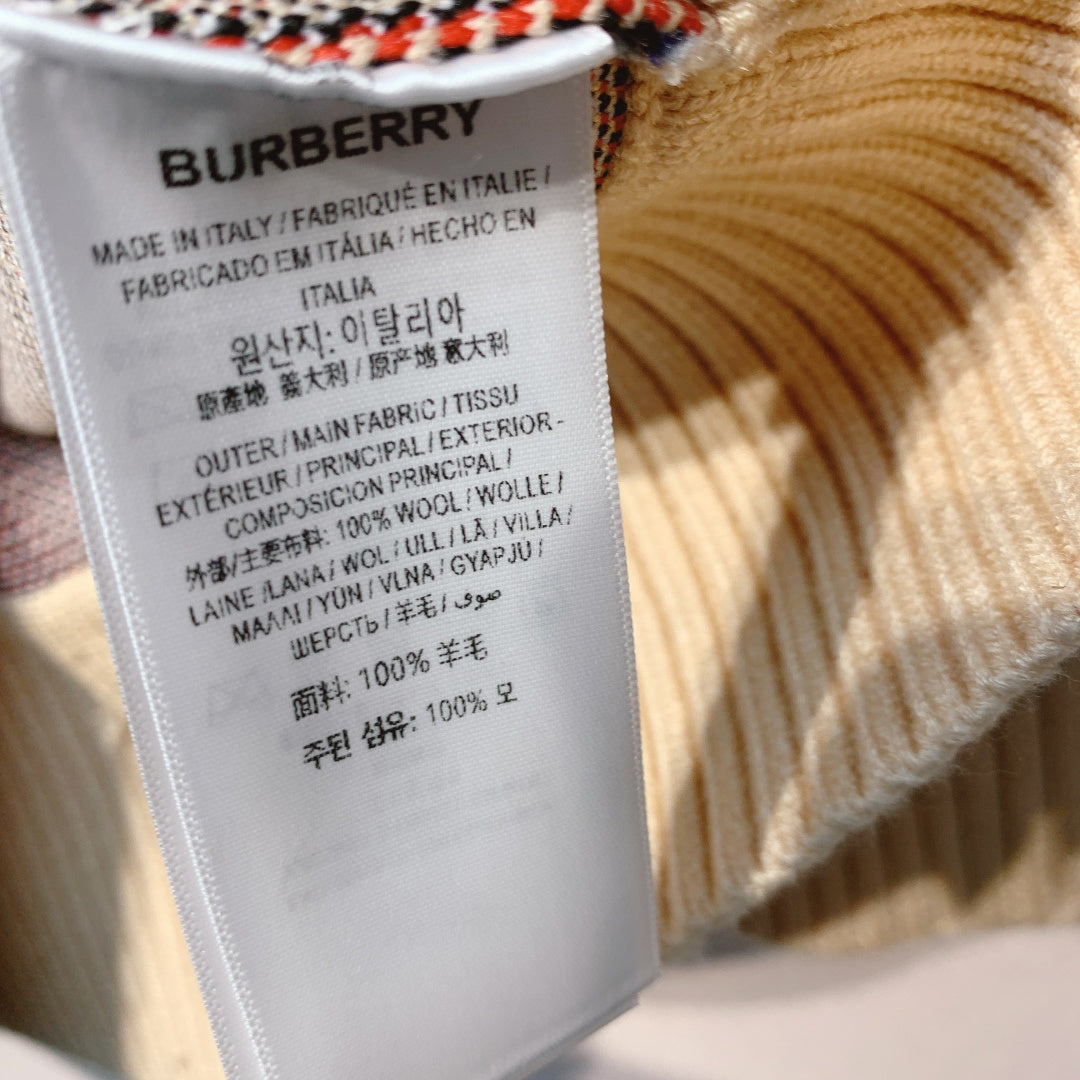 BURBERRY
MADE IN ITALY / FABRIQUÉ EN ITALIE /
FABRICADO EM ITÁLIA / HECHO EN
ITALIA
원산지: 이탈리아
原產地 義大利 / 原产地 意大利
OUTER / MAIN FABRIC / TISSU
EXTÉRIEUR / PRINCIPAL / EXTERIOR -
COMPOSICION PRINCIPAL /
外部/主要布料: 100% WOOL / WOLLE /
LAINE /LANA / WOL / ULL / LÃ / VILLA /
ΜΑΛΛΙ / YÜN / VLNA / GYAPJÚ /
ШЕРСТЬ / 羊毛 / صوف
面料: 100% 羊毛
주된 섬유: 100% 모